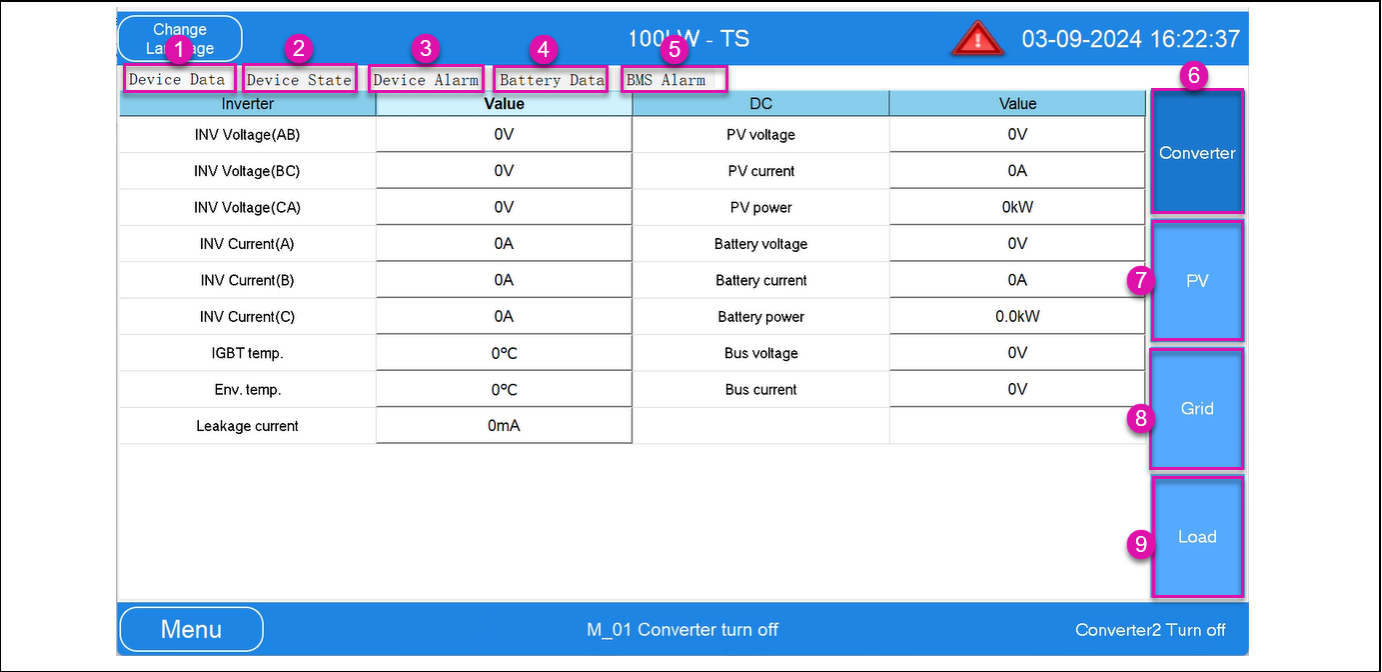 Change
Language
100kW - TS
03-09-2024 16:22:37
1 2 3 4 5 6
Device Data Device State Device Alarm Battery Data BMS Alarm
Inverter Value DC Value
INV Voltage(AB) 0V PV voltage 0V
Converter
INV Voltage(BC) 0V PV current 0A
INV Voltage(CA) 0V PV power 0kW
INV Current(A) 0A Battery voltage 0V
INV Current(B) 0A Battery current 0A
7 PV
INV Current(C) 0A Battery power 0.0kW
IGBT temp. 0°C Bus voltage 0V
Env. temp. 0°C Bus current 0V
8 Grid
Leakage current 0mA
9 Load
Menu M_01 Converter turn off Converter2 Turn off